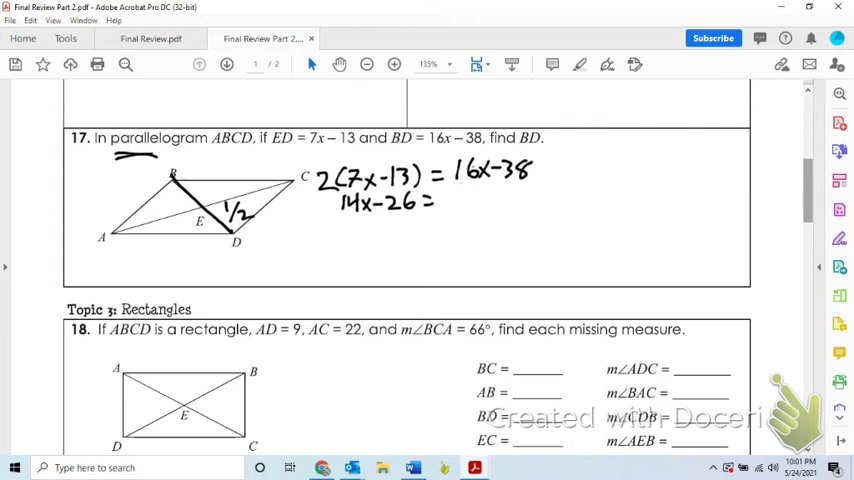 Final Review Part 2.pdf - Adobe Acrobat Pro DC (32-bit)
File Edit View Window Help
Home Tools Final Review.pdf Final Review Part 2.... × Subscribe
1 / 2 135%
17. In parallelogram ABCD, if ED = 7x – 13 and BD = 16x – 38, find BD.
B C
A D
E 1/2
2(7x-13) = 16x-38
14x-26=
Topic 3: Rectangles
18. If ABCD is a rectangle, AD = 9, AC = 22, and m∠BCA = 66°, find each missing measure.
A B
E
D C
BC = ______ m∠ADC = ______
AB = ______ m∠BAC = ______
BD = ______ m∠CDB = ______
EC = ______ m∠AEB = ______
Created with Doceri
Type here to search
10:01 PM
5/24/2021
4